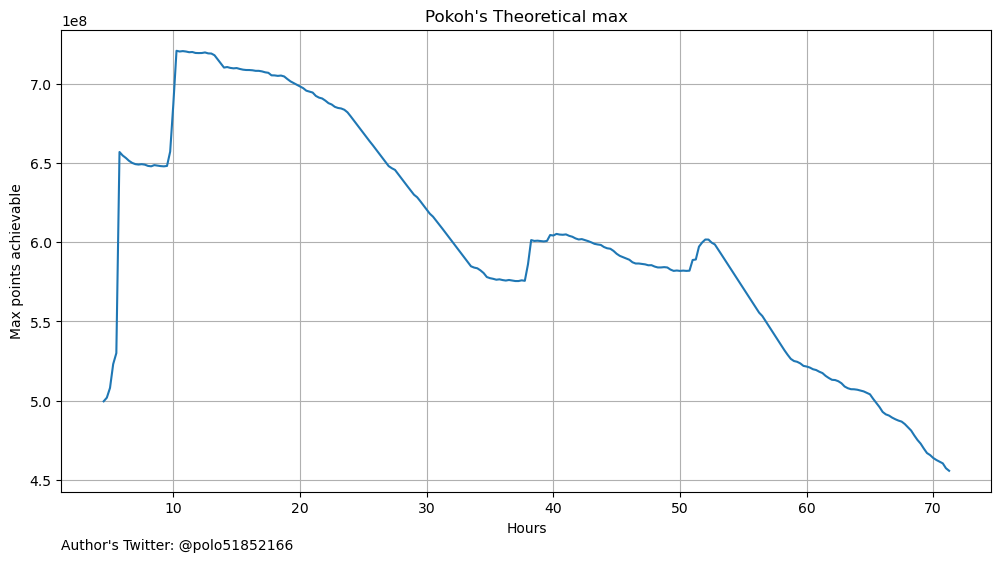 Pokoh's Theoretical max
1e8
7.0
6.5
6.0
5.5
5.0
4.5
Max points achievable
10 20 30 40 50 60 70
Hours
Author's Twitter: @polo51852166